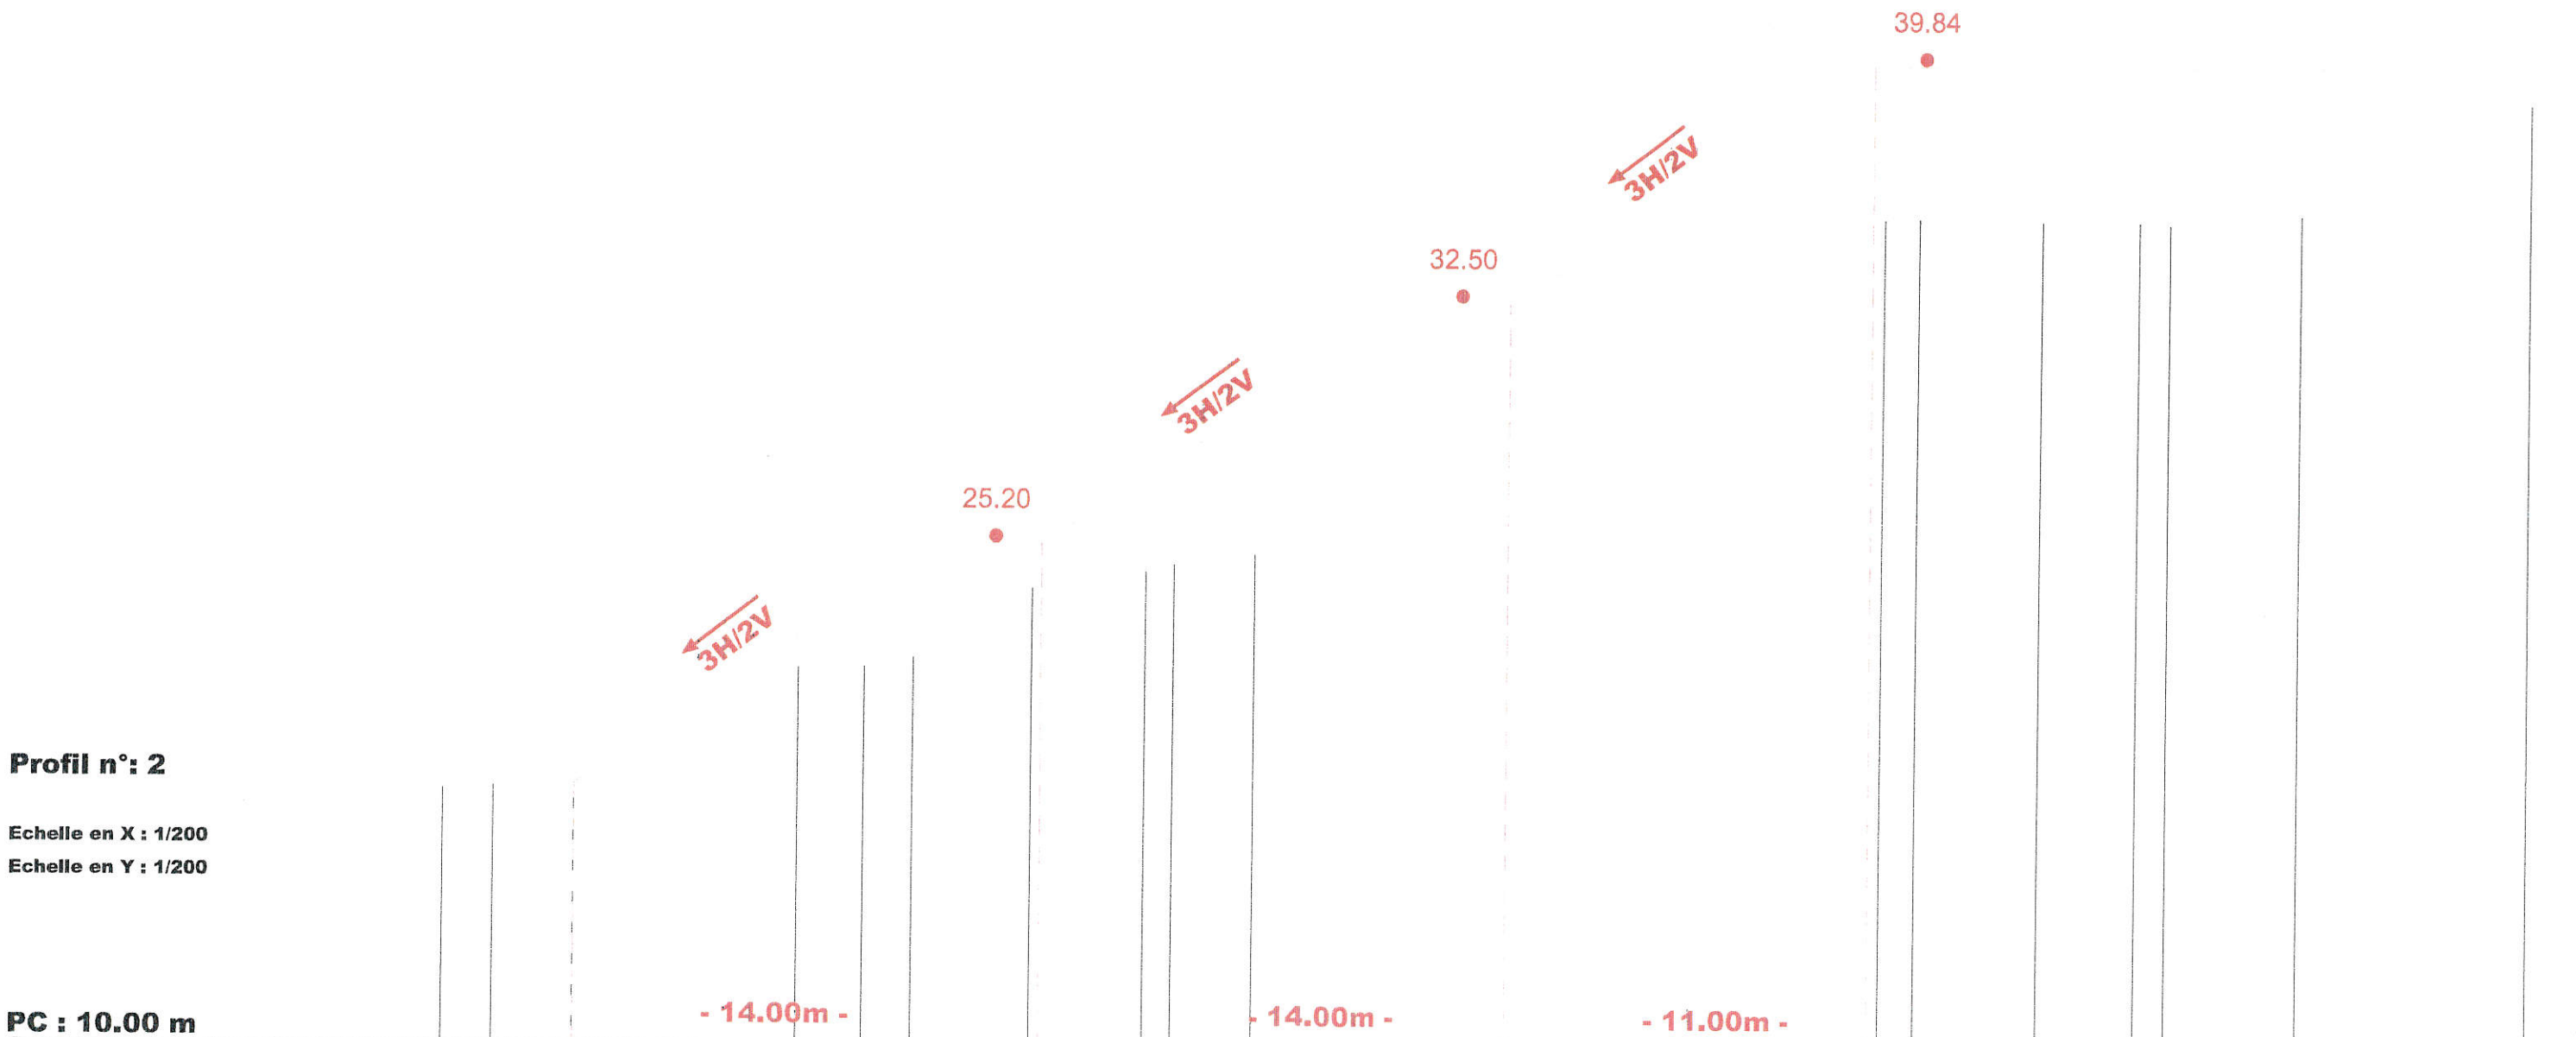 39.84
3H/2V
32.50
3H/2V
25.20
3H/2V
Profil n°: 2
Echelle en X : 1/200
Echelle en Y : 1/200
- 14.00m -
- 14.00m -
- 11.00m -
PC : 10.00 m